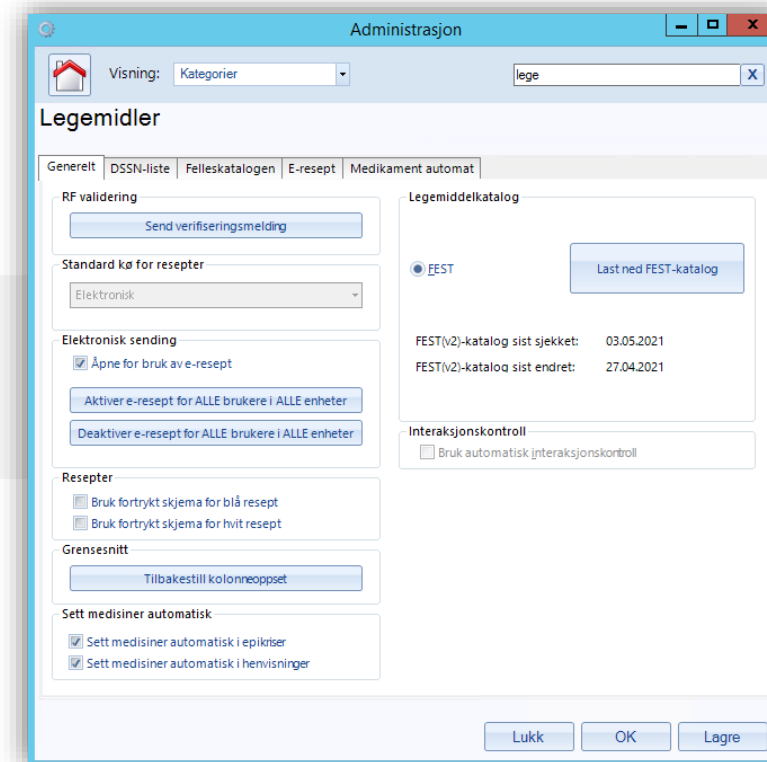 Administrasjon
Visning: Kategorier
lege X
Legemidler
Generelt DSSN-liste Felleskatalogen E-resept Medikament automat
RF validering
Send verifiseringsmelding
Standard kø for resepter
Elektronisk
Elektronisk sending
Åpne for bruk av e-resept
Aktiver e-resept for ALLE brukere i ALLE enheter
Deaktiver e-resept for ALLE brukere i ALLE enheter
Resepter
Bruk fortrykt skjema for blå resept
Bruk fortrykt skjema for hvit resept
Grensesnitt
Tilbakestill kolonneoppset
Sett medisiner automatisk
Sett medisiner automatisk i epikriser
Sett medisiner automatisk i henvisninger
Legemiddelkatalog
FEST
Last ned FEST-katalog
FEST(v2)-katalog sist sjekket: 03.05.2021
FEST(v2)-katalog sist endret: 27.04.2021
Interaksjonskontroll
Bruk automatisk interaksjonskontroll
Lukk OK Lagre